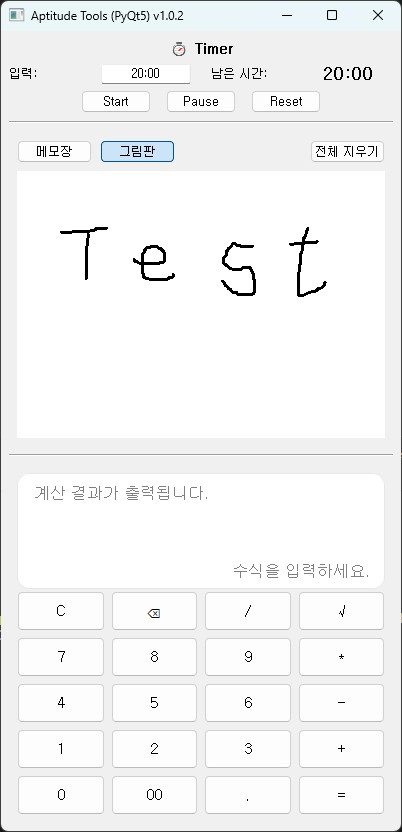 Aptitude Tools (PyQt5) v1.0.2
Timer
입력: 20:00 남은 시간: 20:00
Start Pause Reset
메모장 그림판 전체 지우기
Test
계산 결과가 출력됩니다.
수식을 입력하세요.
C ⌫ / √
7 8 9 *
4 5 6 -
1 2 3 +
0 00 . =